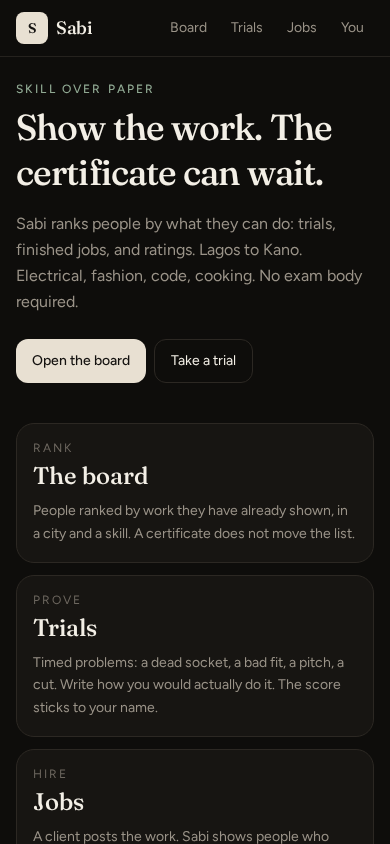 S Sabi Board Trials Jobs You
SKILL OVER PAPER
Show the work. The
certificate can wait.
Sabi ranks people by what they can do: trials,
finished jobs, and ratings. Lagos to Kano.
Electrical, fashion, code, cooking. No exam body
required.
Open the board Take a trial
RANK
The board
People ranked by work they have already shown, in
a city and a skill. A certificate does not move the list.
PROVE
Trials
Timed problems: a dead socket, a bad fit, a pitch, a
cut. Write how you would actually do it. The score
sticks to your name.
HIRE
Jobs
A client posts the work. Sabi shows people who